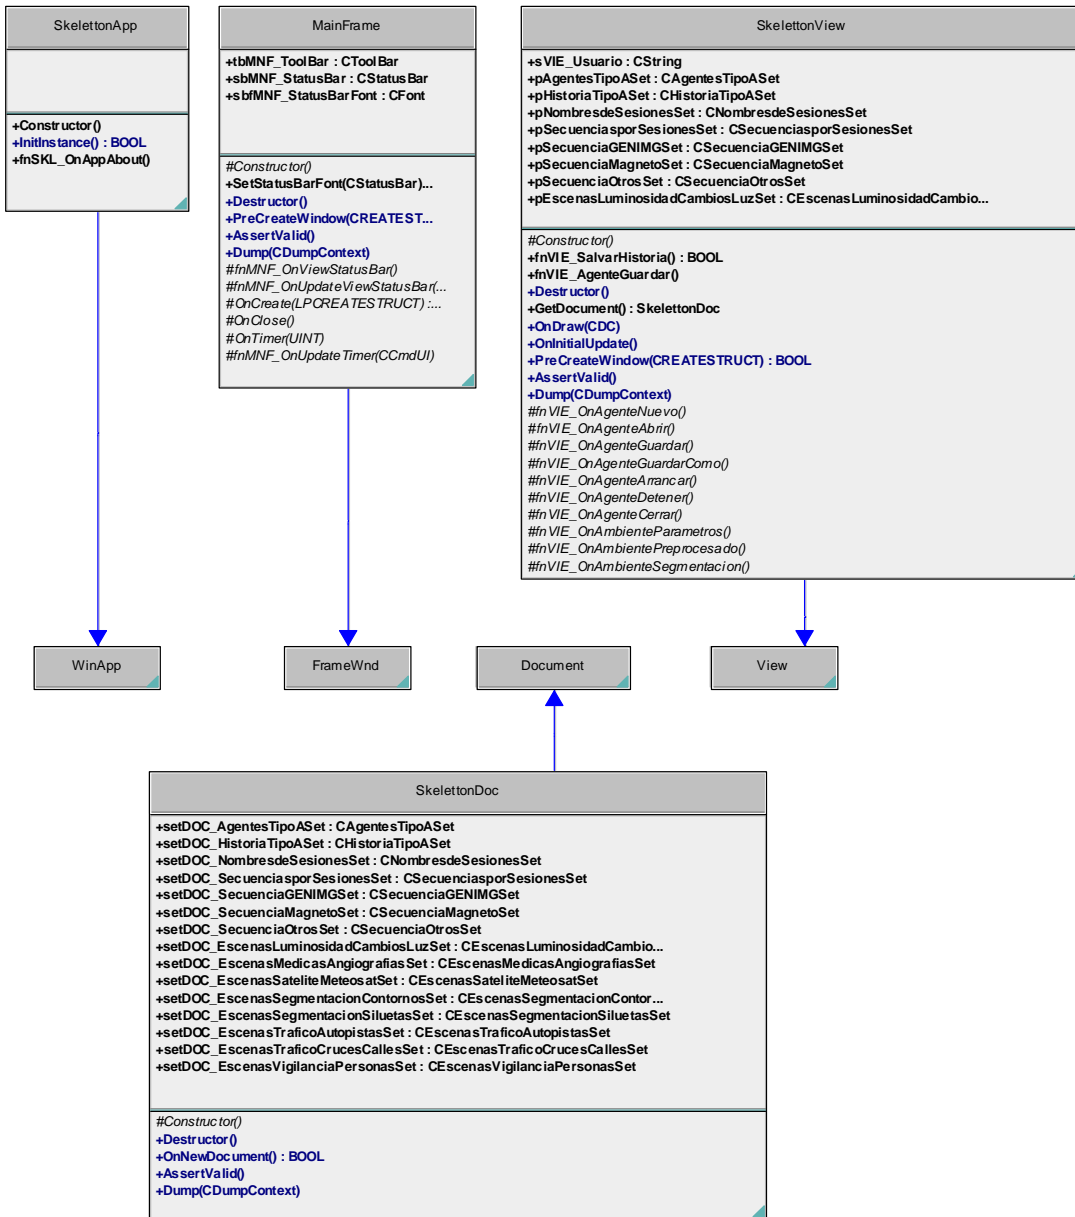 SkelettonApp
+Constructor()
+InitInstance() : BOOL
+fnSKL_OnAppAbout()
MainFrame
+tbMNF_ToolBar : CToolBar
+sbMNF_StatusBar : CStatusBar
+sbfMNF_StatusBarFont : CFont
#Constructor()
+SetStatusBarFont(CStatusBar)...
+Destructor()
+PreCreateWindow(CREATEST...
+AssertValid()
+Dump(CDumpContext)
#fnMNF_OnViewStatusBar()
#fnMNF_OnUpdateViewStatusBar(...
#OnCreate(LPCREATESTRUCT) :...
#OnClose()
#OnTimer(UINT)
#fnMNF_OnUpdateTimer(CCmdUI)
SkelettonView
+sVIE_Usuario : CString
+pAgentesTipoASet : CAgentesTipoASet
+pHistoriaTipoASet : CHistoriaTipoASet
+pNombresdeSesionesSet : CNombresdeSesionesSet
+pSecuenciasporSesionesSet : CSecuenciasporSesionesSet
+pSecuenciaGENIMGSet : CSecuenciaGENIMGSet
+pSecuenciaMagnetoSet : CSecuenciaMagnetoSet
+pSecuenciaOtrosSet : CSecuenciaOtrosSet
+pEscenasLuminosidadCambiosLuzSet : CEscenasLuminosidadCambio...
#Constructor()
+fnVIE_SalvarHistoria() : BOOL
+fnVIE_AgenteGuardar()
+Destructor()
+GetDocument() : SkelettonDoc
+OnDraw(CDC)
+OnInitialUpdate()
+PreCreateWindow(CREATESTRUCT) : BOOL
+AssertValid()
+Dump(CDumpContext)
#fnVIE_OnAgenteNuevo()
#fnVIE_OnAgenteAbrir()
#fnVIE_OnAgenteGuardar()
#fnVIE_OnAgenteGuardarComo()
#fnVIE_OnAgenteArrancar()
#fnVIE_OnAgenteDetener()
#fnVIE_OnAgenteCerrar()
#fnVIE_OnAmbienteParametros()
#fnVIE_OnAmbientePreprocesado()
#fnVIE_OnAmbienteSegmentacion()
WinApp
FrameWnd
Document
View
SkelettonDoc
+setDOC_AgentesTipoASet : CAgentesTipoASet
+setDOC_HistoriaTipoASet : CHistoriaTipoASet
+setDOC_NombresdeSesionesSet : CNombresdeSesionesSet
+setDOC_SecuenciasporSesionesSet : CSecuenciasporSesionesSet
+setDOC_SecuenciaGENIMGSet : CSecuenciaGENIMGSet
+setDOC_SecuenciaMagnetoSet : CSecuenciaMagnetoSet
+setDOC_SecuenciaOtrosSet : CSecuenciaOtrosSet
+setDOC_EscenasLuminosidadCambiosLuzSet : CEscenasLuminosidadCambio...
+setDOC_EscenasMedicasAngiografiasSet : CEscenasMedicasAngiografiasSet
+setDOC_EscenasSateliteMeteosatSet : CEscenasSateliteMeteosatSet
+setDOC_EscenasSegmentacionContornosSet : CEscenasSegmentacionContor...
+setDOC_EscenasSegmentacionSiluetasSet : CEscenasSegmentacionSiluetasSet
+setDOC_EscenasTraficoAutopistasSet : CEscenasTraficoAutopistasSet
+setDOC_EscenasTraficoCrucesCallesSet : CEscenasTraficoCrucesCallesSet
+setDOC_EscenasVigilanciaPersonasSet : CEscenasVigilanciaPersonasSet
#Constructor()
+Destructor()
+OnNewDocument() : BOOL
+AssertValid()
+Dump(CDumpContext)